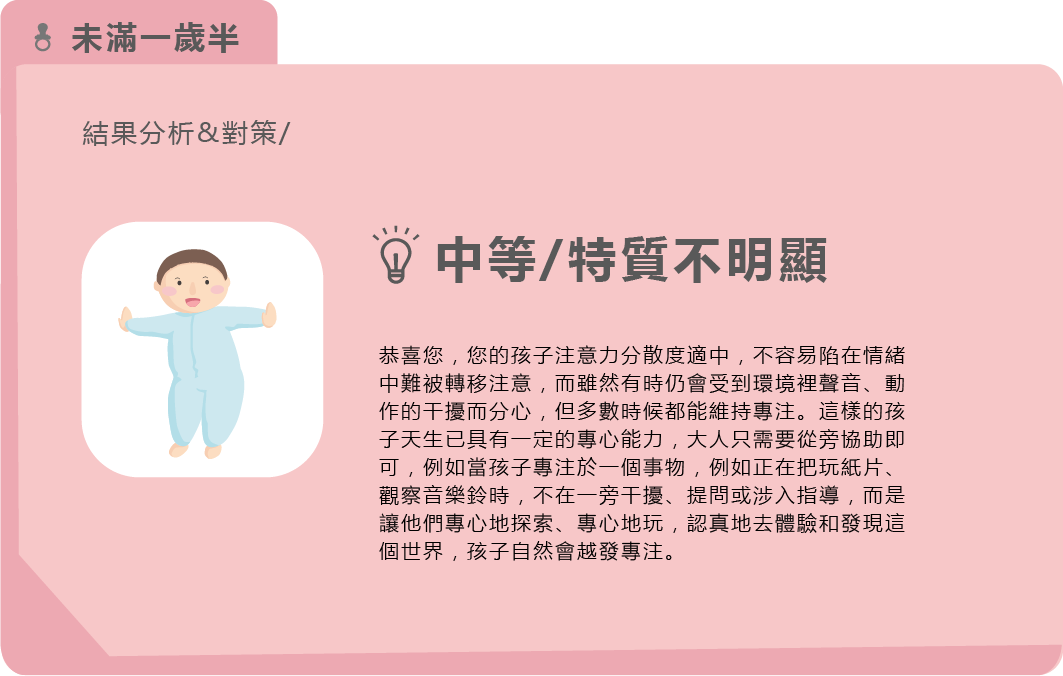 未滿一歲半
結果分析&對策/
中等/特質不明顯
恭喜您，您的孩子注意力分散度適中，不容易陷在情緒
中難被轉移注意，而雖然有時仍會受到環境裡聲音、動
作的干擾而分心，但多數時候都能維持專注。這樣的孩
子天生已具有一定的專心能力，大人只需要從旁協助即
可，例如當孩子專注於一個事物，例如正在把玩紙片、
觀察音樂鈴時，不在一旁干擾、提問或涉入指導，而是
讓他們專心地探索、專心地玩，認真地去體驗和發現這
個世界，孩子自然會越發專注。